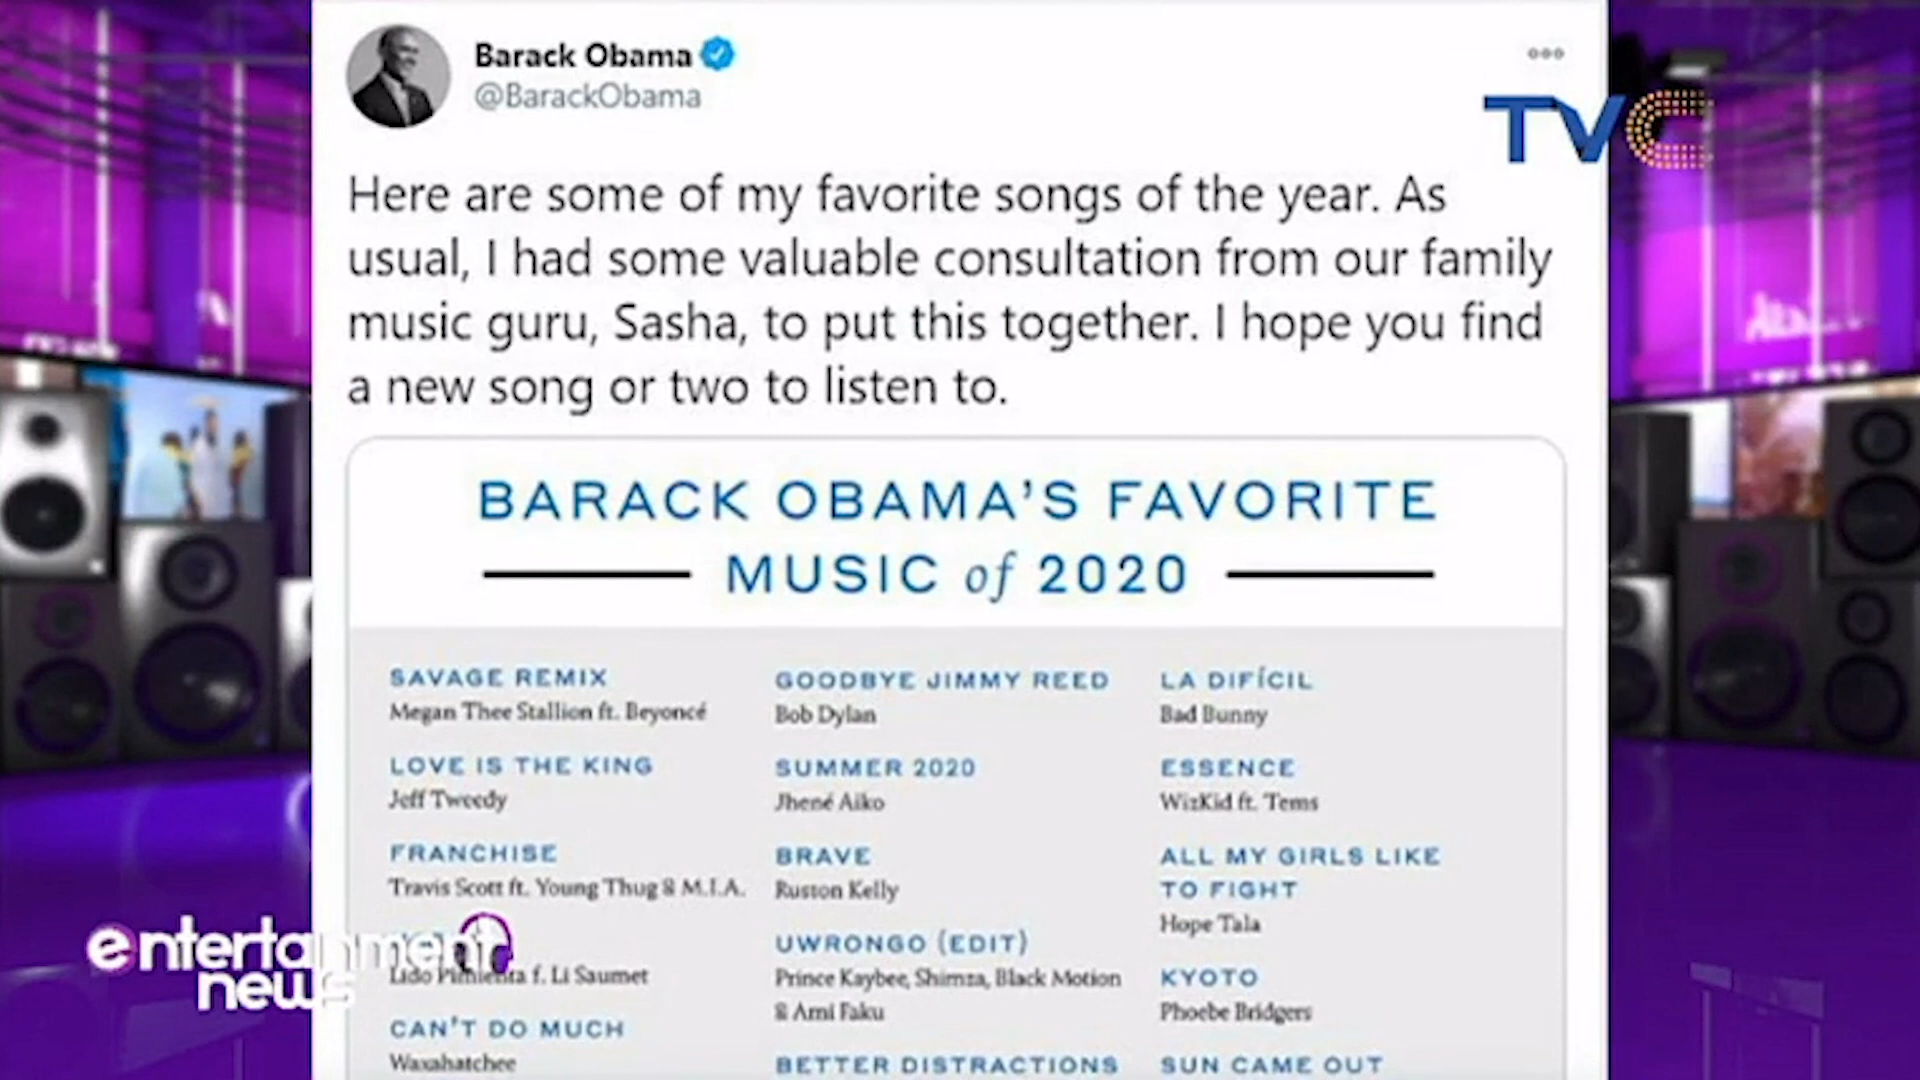 Barack Obama
@BarackObama
TVC
Here are some of my favorite songs of the year. As
usual, I had some valuable consultation from our family
music guru, Sasha, to put this together. I hope you find
a new song or two to listen to.
BARACK OBAMA'S FAVORITE
MUSIC of 2020
SAVAGE REMIX
Megan Thee Stallion ft. Beyoncé
LOVE IS THE KING
Jeff Tweedy
FRANCHISE
Travis Scott ft. Young Thug & M.I.A.
Lido Pimienta f. Li Saumet
CAN'T DO MUCH
Waxahatchee
GOODBYE JIMMY REED
Bob Dylan
SUMMER 2020
Jhené Aiko
BRAVE
Ruston Kelly
UWRONGO (EDIT)
Prince Kaybee, Shimza, Black Motion
& Ami Faku
BETTER DISTRACTIONS
LA DIFÍCIL
Bad Bunny
ESSENCE
WizKid ft. Tems
ALL MY GIRLS LIKE
TO FIGHT
Hope Tala
KYOTO
Phoebe Bridgers
SUN CAME OUT
entertainment
news